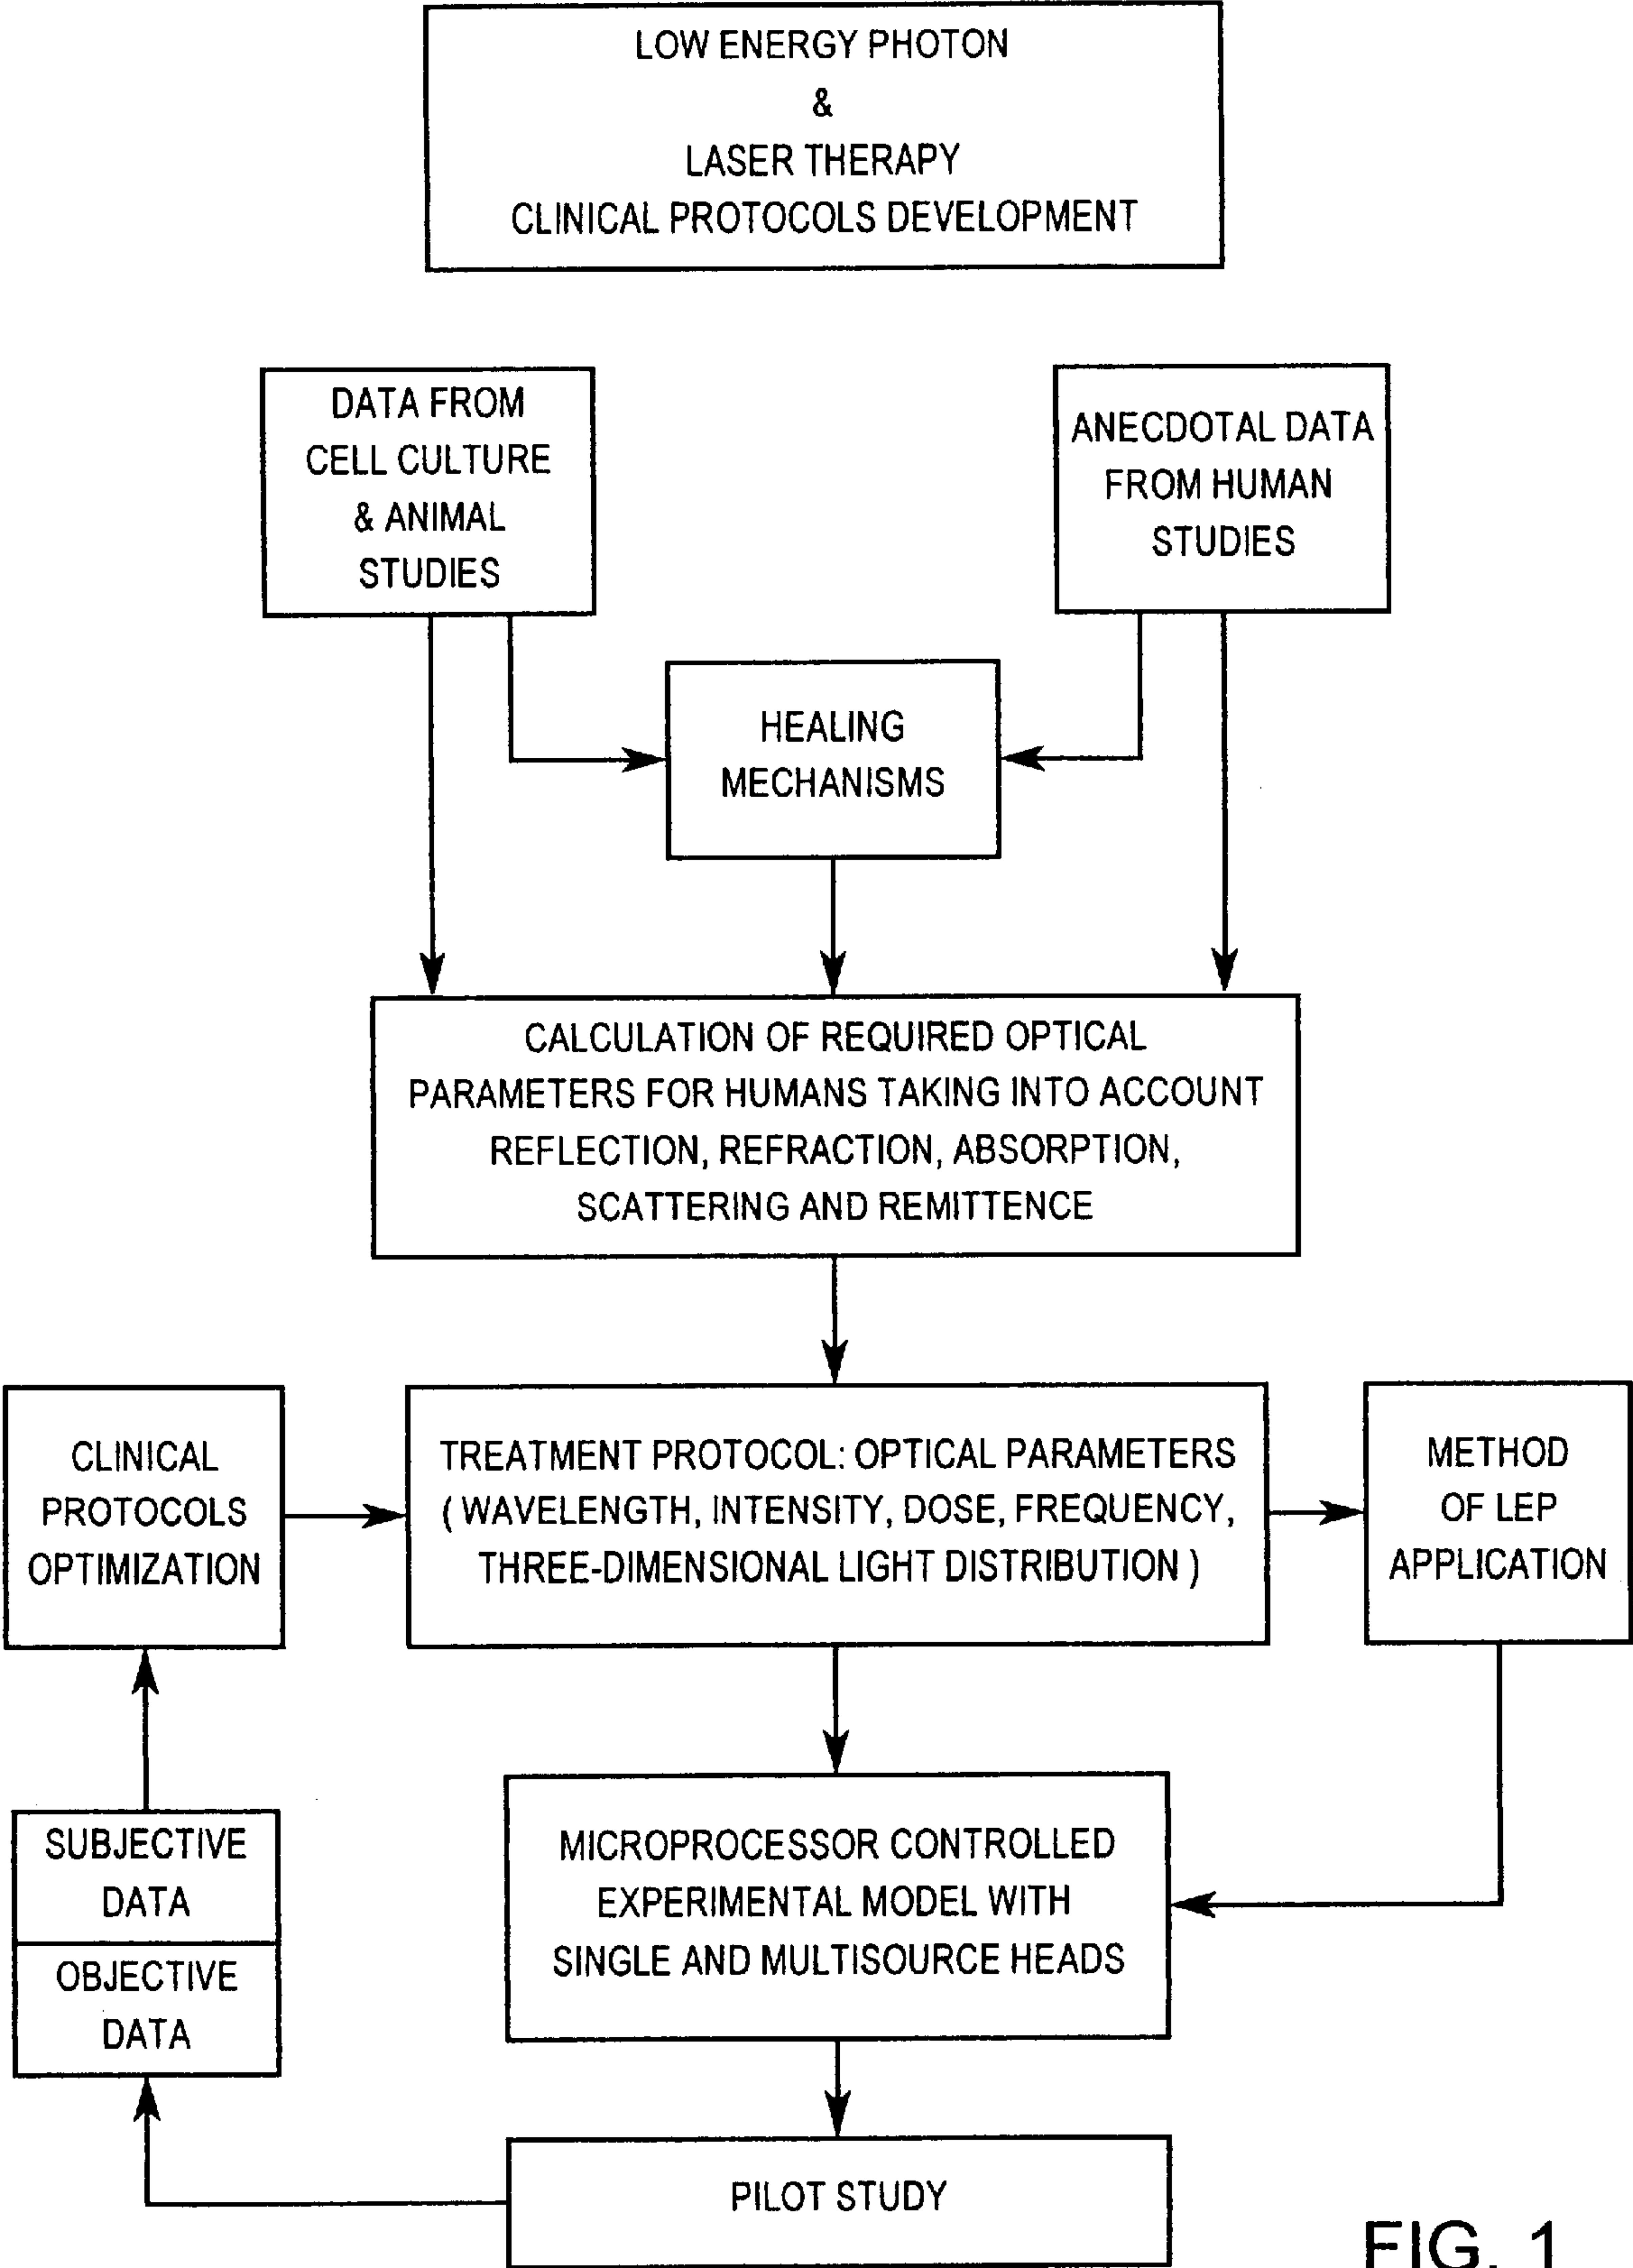 LOW ENERGY PHOTON
&
LASER THERAPY
CLINICAL PROTOCOLS DEVELOPMENT
DATA FROM
CELL CULTURE
& ANIMAL
STUDIES
ANECDOTAL DATA
FROM HUMAN
STUDIES
HEALING
MECHANISMS
CALCULATION OF REQUIRED OPTICAL
PARAMETERS FOR HUMANS TAKING INTO ACCOUNT
REFLECTION, REFRACTION, ABSORPTION,
SCATTERING AND REMITTENCE
CLINICAL
PROTOCOLS
OPTIMIZATION
TREATMENT PROTOCOL: OPTICAL PARAMETERS
( WAVELENGTH, INTENSITY, DOSE, FREQUENCY,
THREE-DIMENSIONAL LIGHT DISTRIBUTION )
METHOD
OF LEP
APPLICATION
SUBJECTIVE
DATA
OBJECTIVE
DATA
MICROPROCESSOR CONTROLLED
EXPERIMENTAL MODEL WITH
SINGLE AND MULTISOURCE HEADS
PILOT STUDY
FIG. 1